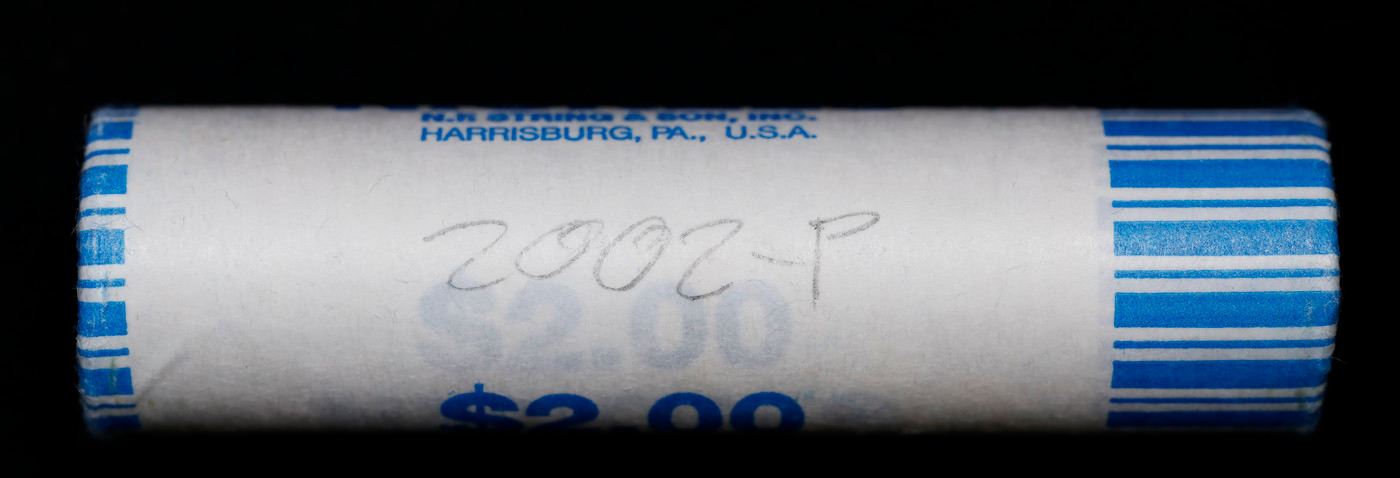 N.F. STRING & SON, INC.
HARRISBURG, PA., U.S.A.
2002-P
$2.00
$2.00